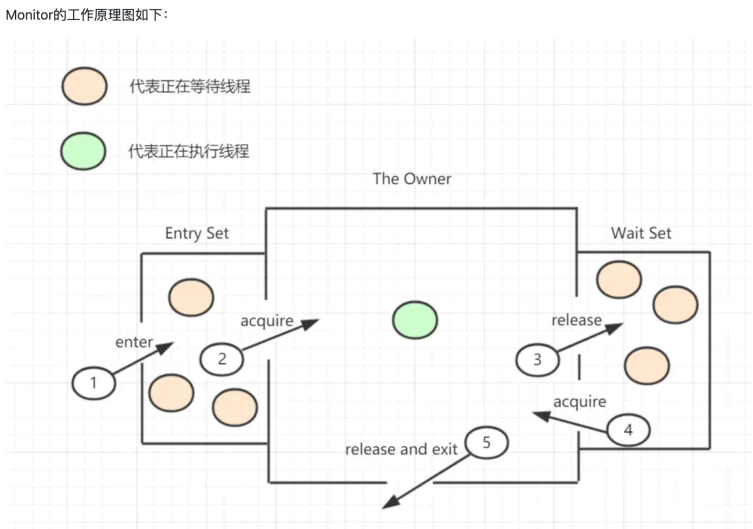 Monitor的工作原理图如下：
代表正在等待线程
代表正在执行线程
The Owner
Entry Set
Wait Set
enter
acquire
release
1
2
3
acquire
4
release and exit
5